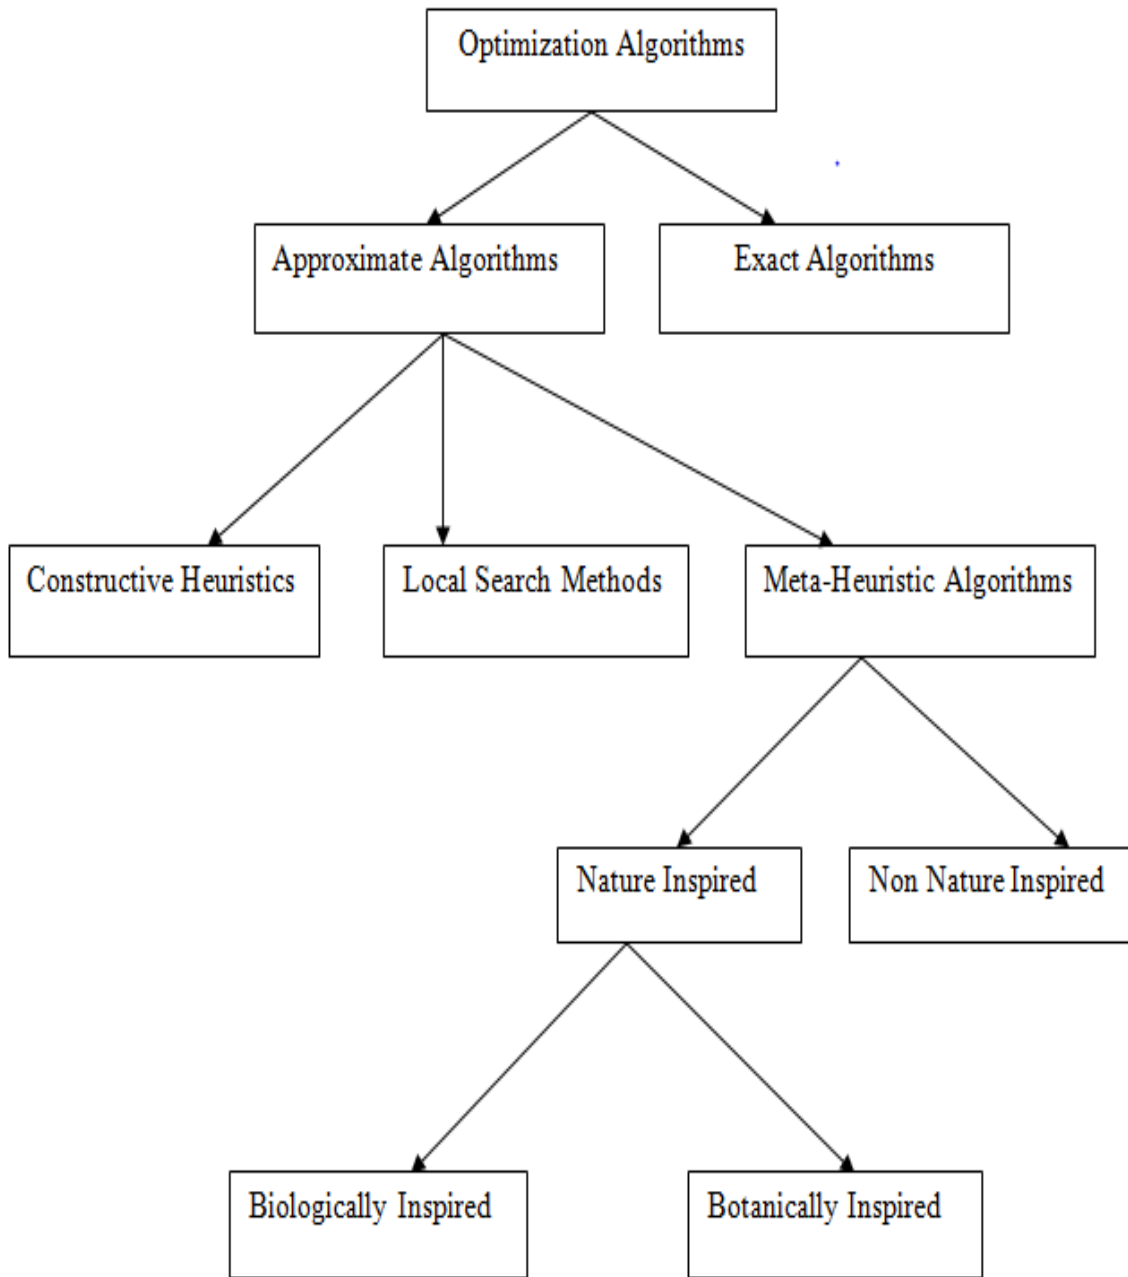 Optimization Algorithms
Approximate Algorithms
Exact Algorithms
Constructive Heuristics
Local Search Methods
Meta-Heuristic Algorithms
Nature Inspired
Non Nature Inspired
Biologically Inspired
Botanically Inspired